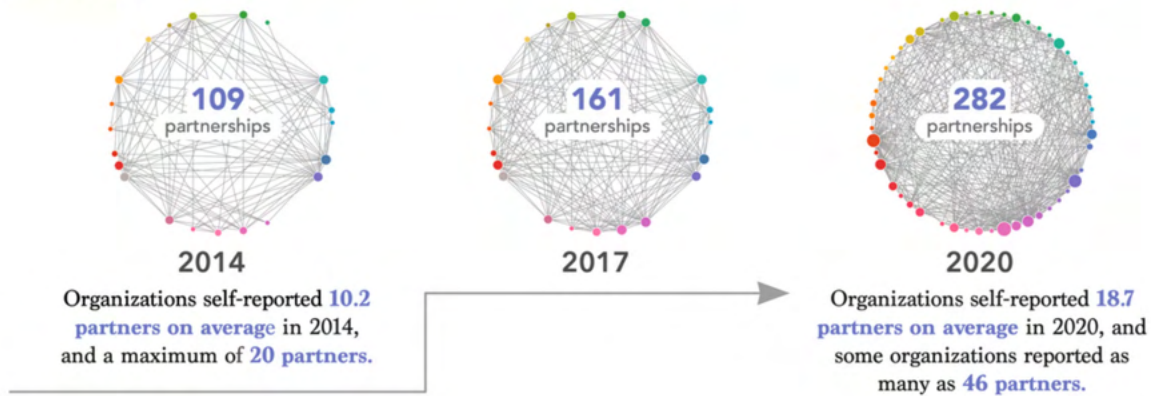 109
partnerships
161
partnerships
282
partnerships
2014
2017
2020
Organizations self-reported 10.2
partners on average in 2014,
and a maximum of 20 partners.
Organizations self-reported 18.7
partners on average in 2020, and
some organizations reported as
many as 46 partners.